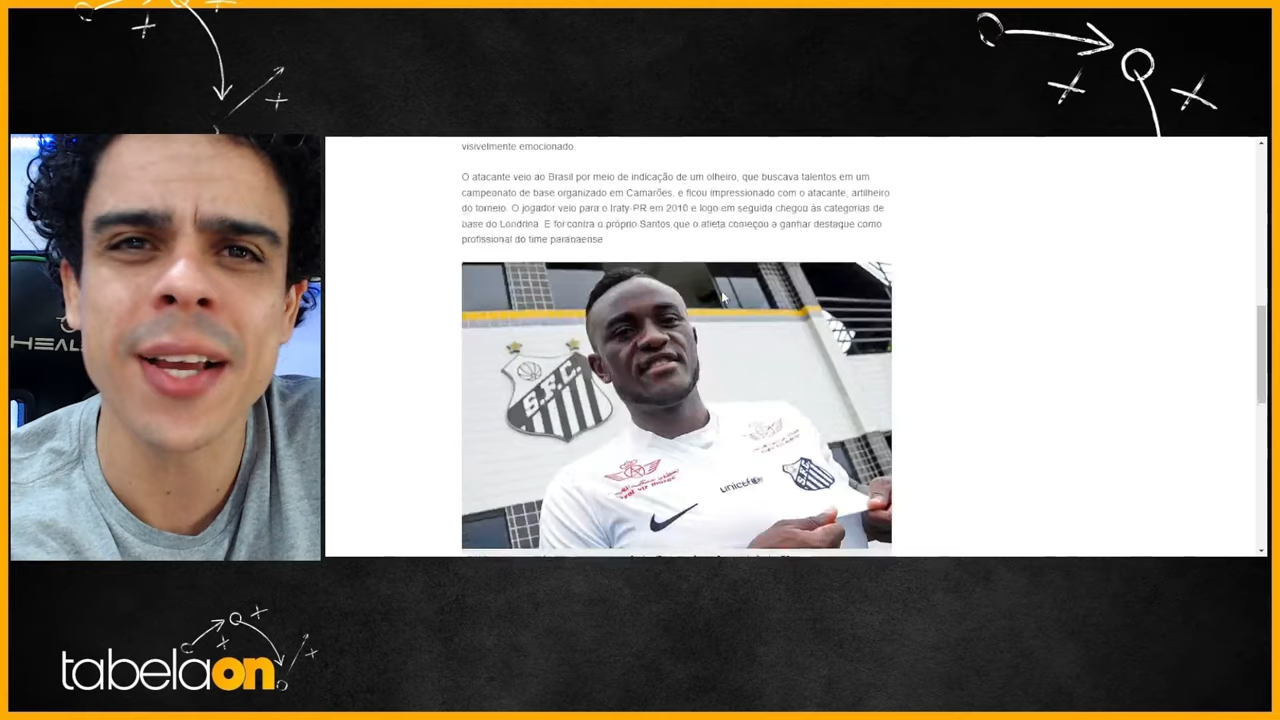 visivelmente emocionado.
O atacante veio ao Brasil por meio de indicação de um olheiro, que buscava talentos em um
campeonato de base organizado em Camarões, e ficou impressionado com o atacante, artilheiro
do torneio. O jogador veio para o Iraty-PR em 2010 e logo em seguida chegou às categorias de
base do Londrina. E foi contra o próprio Santos que o atleta começou a ganhar destaque como
profissional do time paranaense
S.F.C.
unicef
S.F.C
HEAL
tabelaon